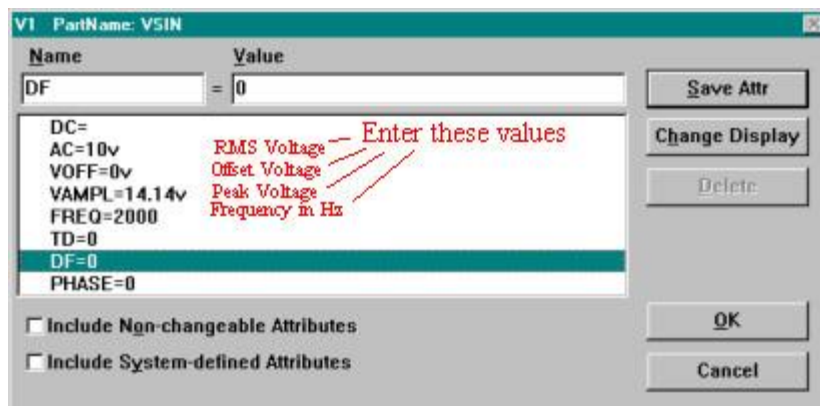 V1 PartName: VSIN
Name Value
DF = 0
Save Attr
DC=
AC=10v RMS Voltage Enter these values
VOFF=0v Offset Voltage
VAMPL=14.14v Peak Voltage
FREQ=2000 Frequency in Hz
TD=0
DF=0
PHASE=0
Change Display
Delete
Include Non-changeable Attributes
Include System-defined Attributes
OK
Cancel